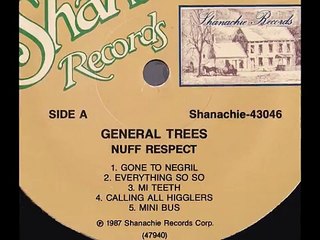 Records
Shanachie Records
SIDE A
Shanachie-43046
GENERAL TREES
NUFF RESPECT
1. GONE TO NEGRIL
2. EVERYTHING SO SO
3. MI TEETH
4. CALLING ALL HIGGLERS
5. MINI BUS
℗ 1987 Shanachie Records Corp.
(47940)